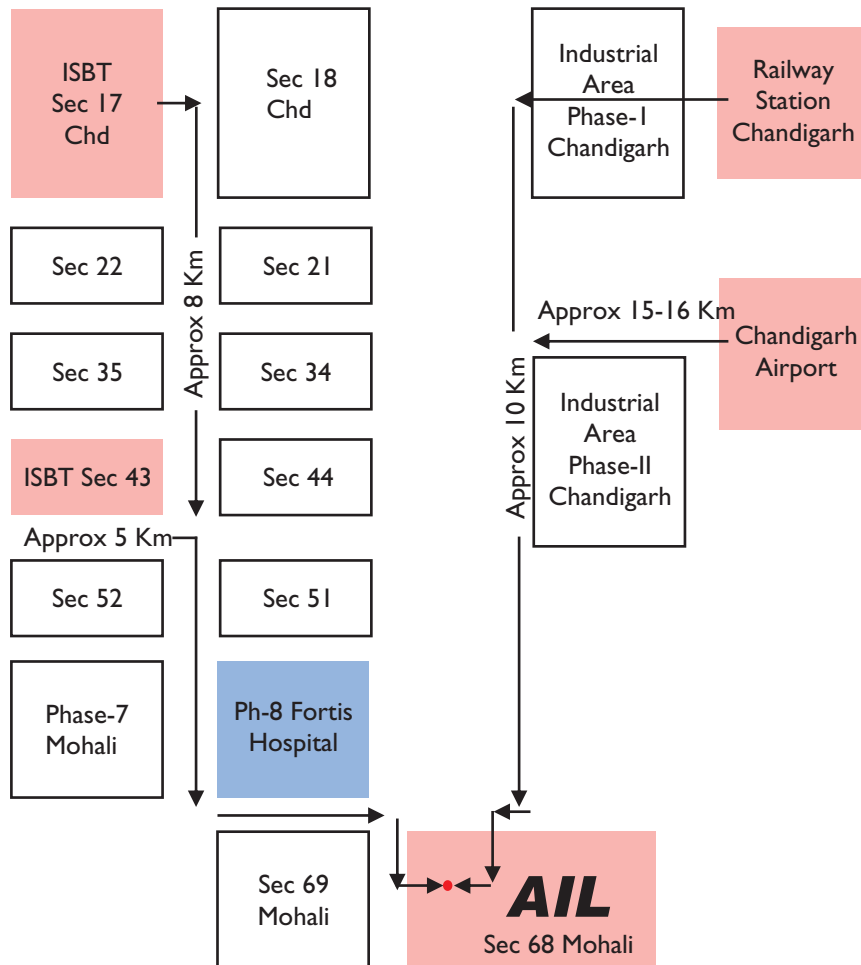 ISBT
Sec 17
Chd
Sec 18
Chd
Industrial
Area
Phase-I
Chandigarh
Railway
Station
Chandigarh
Sec 22
Approx 8 Km
Sec 21
Approx 15-16 Km
Chandigarh
Airport
Sec 35
Sec 34
Approx 10 Km
Industrial
Area
Phase-II
Chandigarh
ISBT Sec 43
Sec 44
Approx 5 Km
Sec 52
Sec 51
Phase-7
Mohali
Ph-8 Fortis
Hospital
Sec 69
Mohali
AIL
Sec 68 Mohali